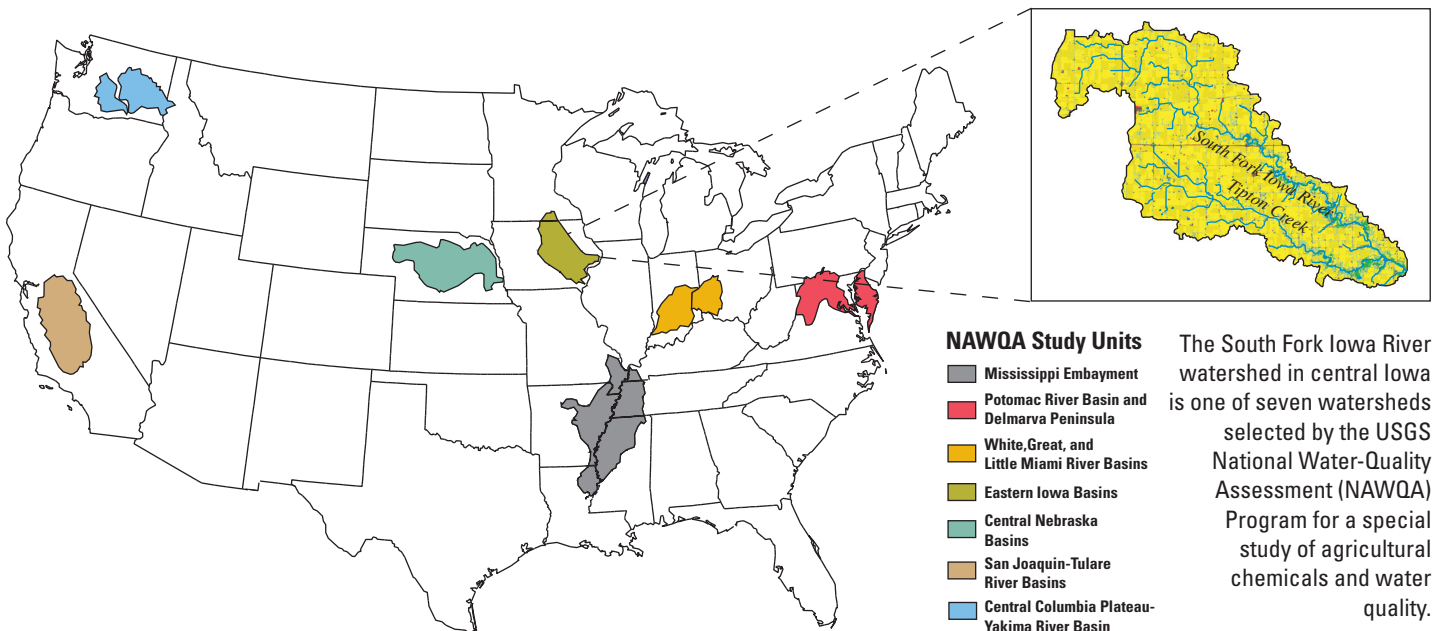 South Fork Iowa River
Tipton Creek
NAWQA Study Units
Mississippi Embayment
Potomac River Basin and
Delmarva Peninsula
White,Great, and
Little Miami River Basins
Eastern Iowa Basins
Central Nebraska
Basins
San Joaquin-Tulare
River Basins
Central Columbia Plateau-
Yakima River Basin
The South Fork Iowa River
watershed in central Iowa
is one of seven watersheds
selected by the USGS
National Water-Quality
Assessment (NAWQA)
Program for a special
study of agricultural
chemicals and water
quality.